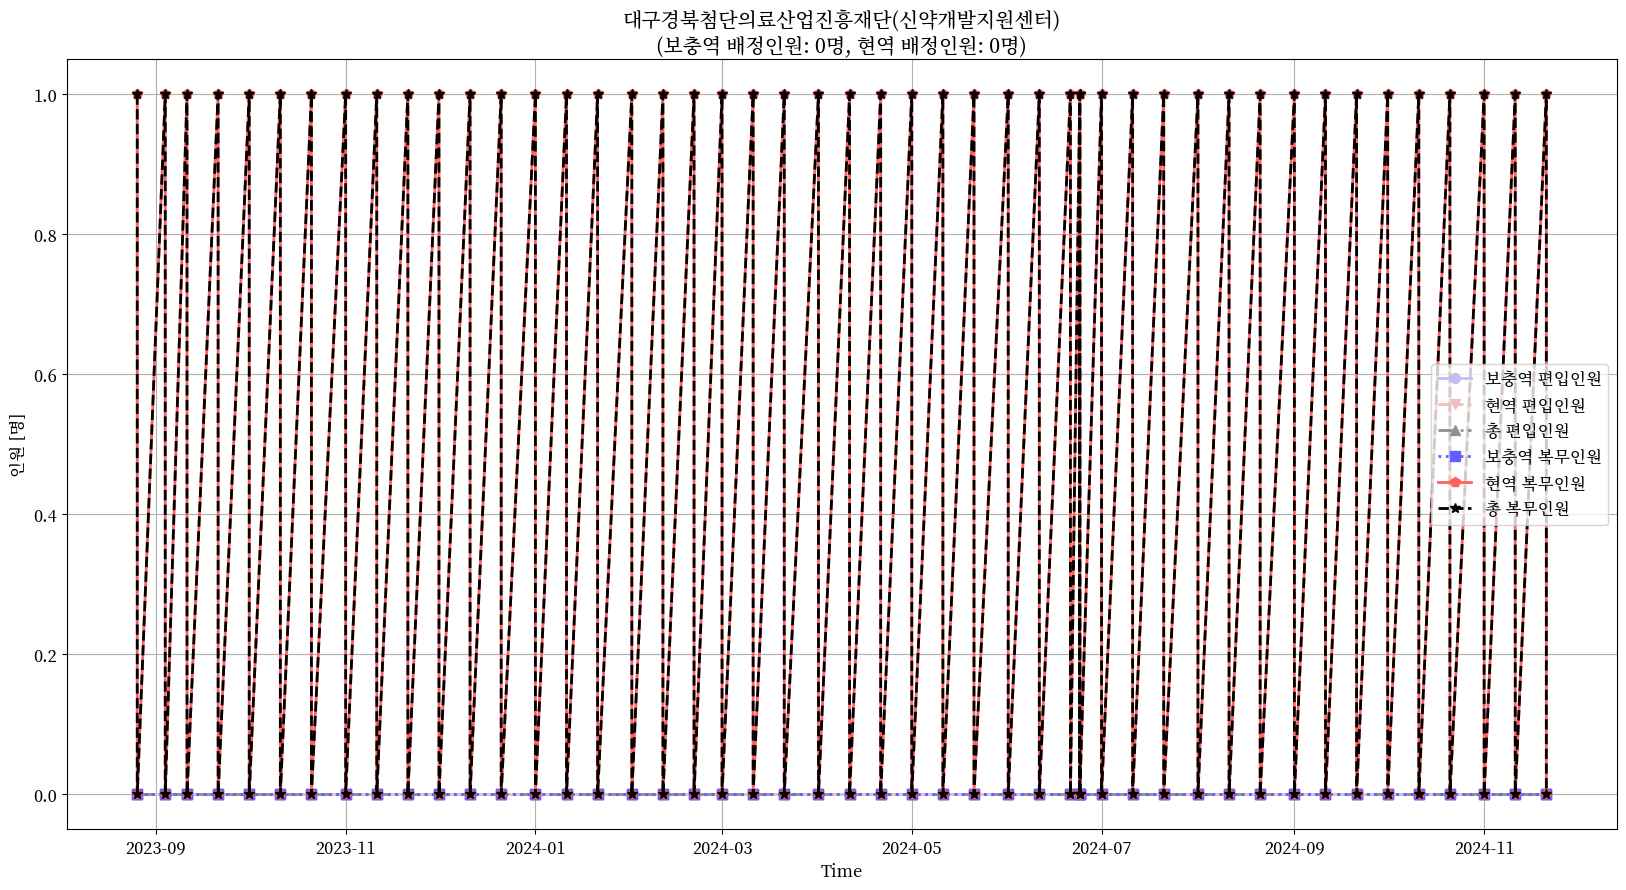 대구경북첨단의료산업진흥재단(신약개발지원센터)
(보충역 배정인원: 0명, 현역 배정인원: 0명)
인원 [명]
1.0
0.8
0.6
0.4
0.2
0.0
보충역 편입인원
현역 편입인원
총 편입인원
보충역 복무인원
현역 복무인원
총 복무인원
2023-09 2023-11 2024-01 2024-03 2024-05 2024-07 2024-09 2024-11
Time